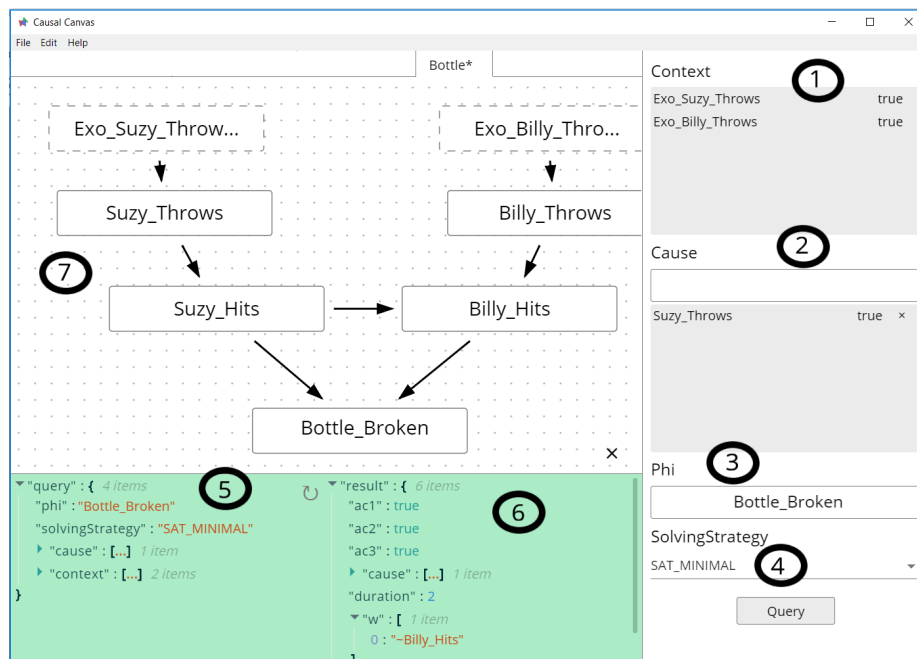 Causal Canvas
File Edit Help
Bottle*
Exo_Suzy_Throw...
Exo_Billy_Thro...
Suzy_Throws
Billy_Throws
7
Suzy_Hits
Billy_Hits
Bottle_Broken
×
Context
1
Exo_Suzy_Throws true
Exo_Billy_Throws true
Cause
2
Suzy_Throws true ×
Phi
3
Bottle_Broken
SolvingStrategy
SAT_MINIMAL
4
Query
"query" : { 4 items
5
"phi" : "Bottle_Broken"
"solvingStrategy" : "SAT_MINIMAL"
"cause" : [...] 1 item
"context" : [...] 2 items
}
"result" : { 6 items
6
"ac1" : true
"ac2" : true
"ac3" : true
"cause" : [...] 1 item
"duration" : 2
"w" : [ 1 item
0 : "~Billy_Hits"
]